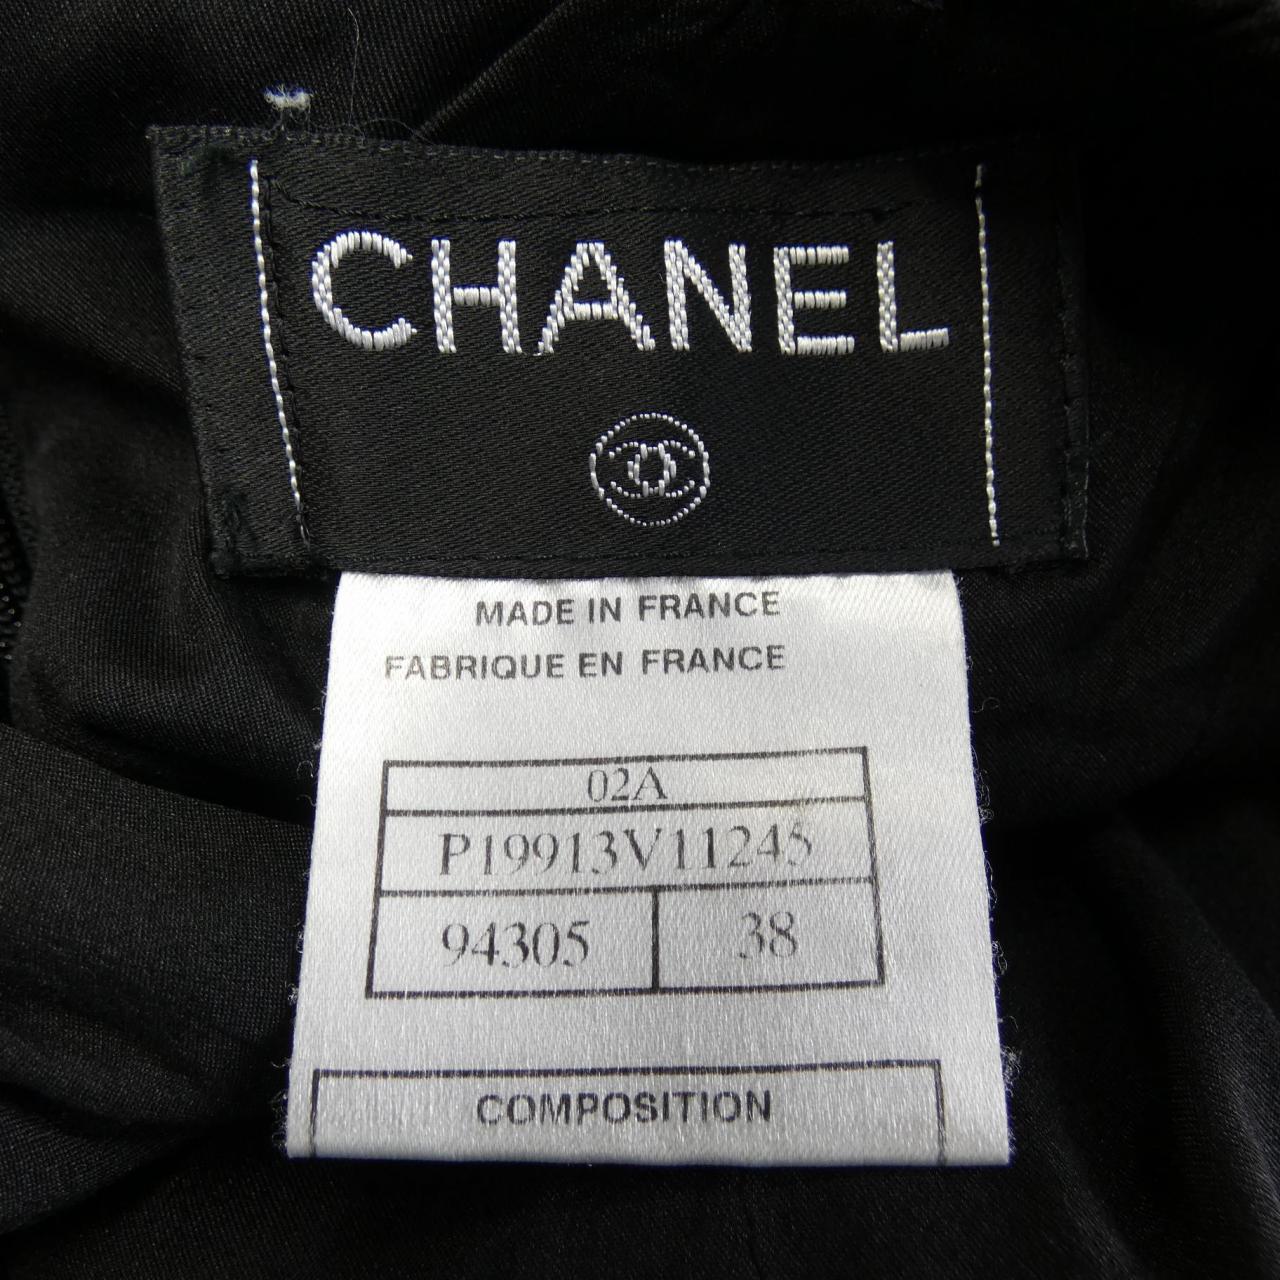 CHANEL
MADE IN FRANCE
FABRIQUE EN FRANCE
02A
P19913V11245
94305 38
COMPOSITION